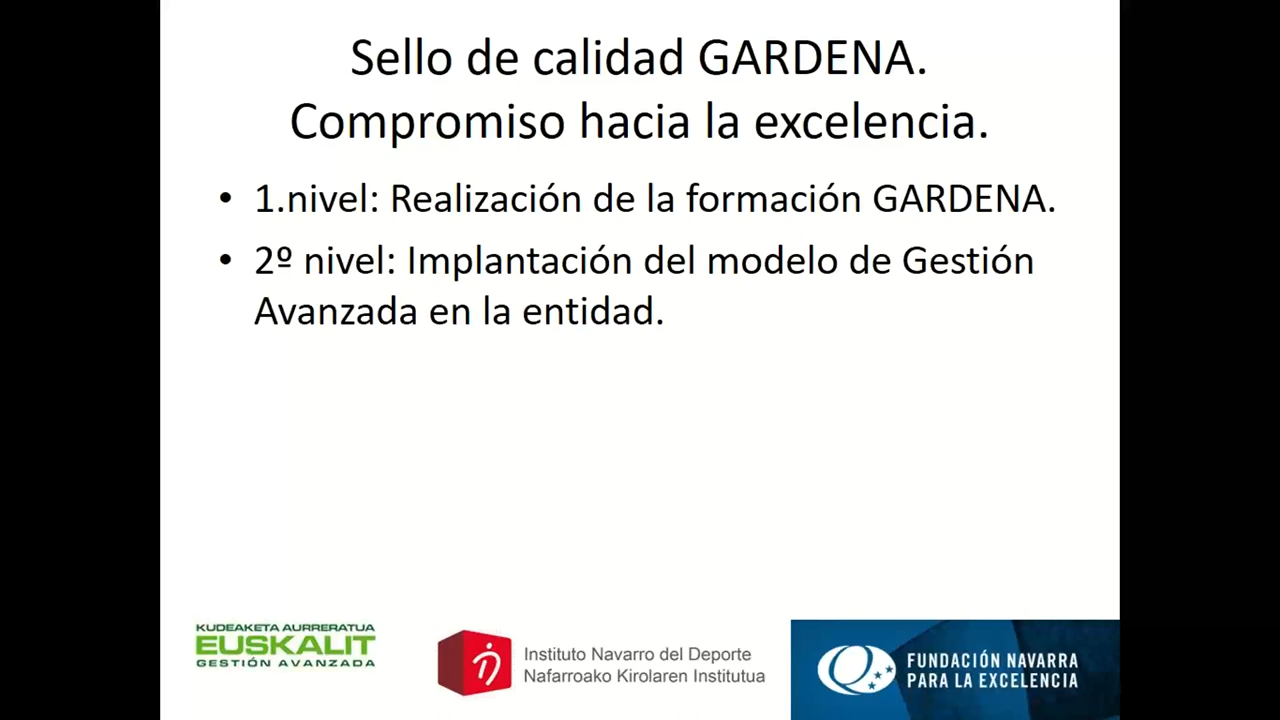 Sello de calidad GARDENA.
Compromiso hacia la excelencia.
• 1.nivel: Realización de la formación GARDENA.
• 2º nivel: Implantación del modelo de Gestión
Avanzada en la entidad.
KUDEAKETA AURRERATUA
EUSKALIT
GESTIÓN AVANZADA
Instituto Navarro del Deporte
Nafarroako Kirolaren Institutua
FUNDACIÓN NAVARRA
PARA LA EXCELENCIA